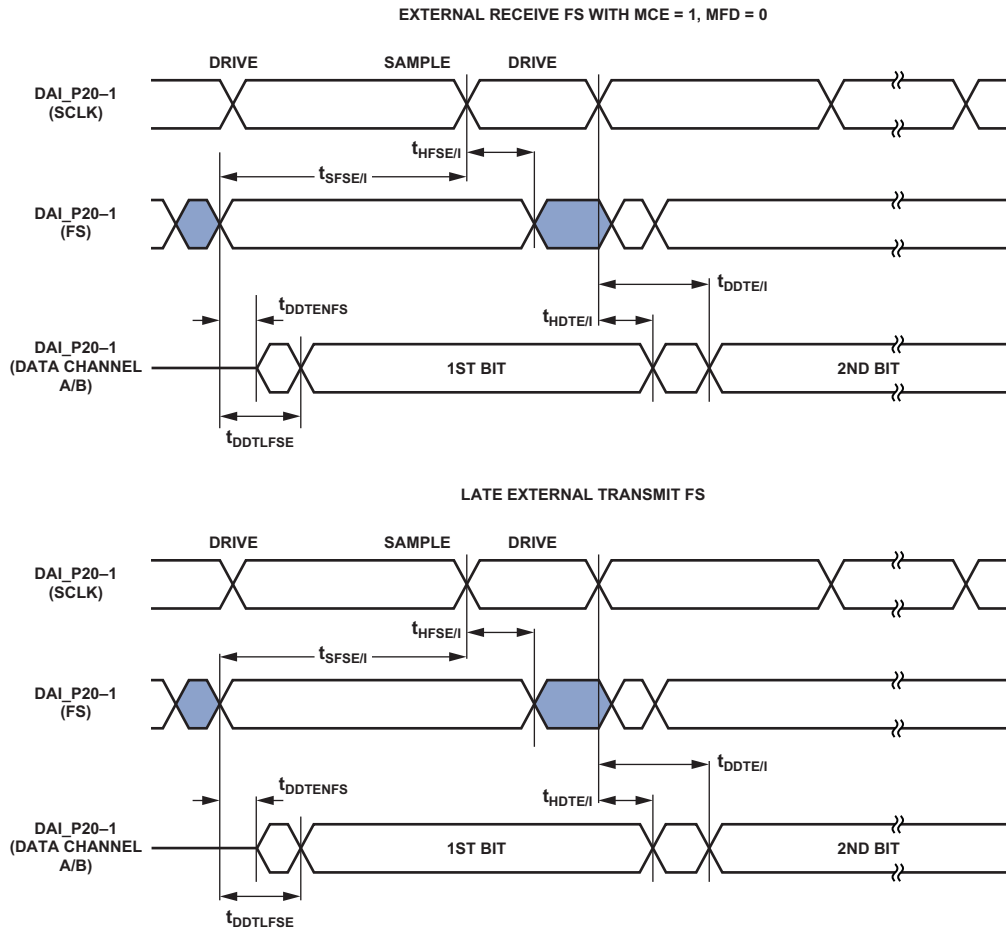 EXTERNAL RECEIVE FS WITH MCE = 1, MFD = 0
DRIVE SAMPLE DRIVE
DAI_P20–1
(SCLK)
tHFSE/I
tSFSE/I
DAI_P20–1
(FS)
tDDTE/I
tDDTENFS
tHDTE/I
DAI_P20–1
(DATA CHANNEL
A/B)
1ST BIT
2ND BIT
tDDTLFSE
LATE EXTERNAL TRANSMIT FS
DRIVE SAMPLE DRIVE
DAI_P20–1
(SCLK)
tHFSE/I
tSFSE/I
DAI_P20–1
(FS)
tDDTE/I
tDDTENFS
tHDTE/I
DAI_P20–1
(DATA CHANNEL
A/B)
1ST BIT
2ND BIT
tDDTLFSE